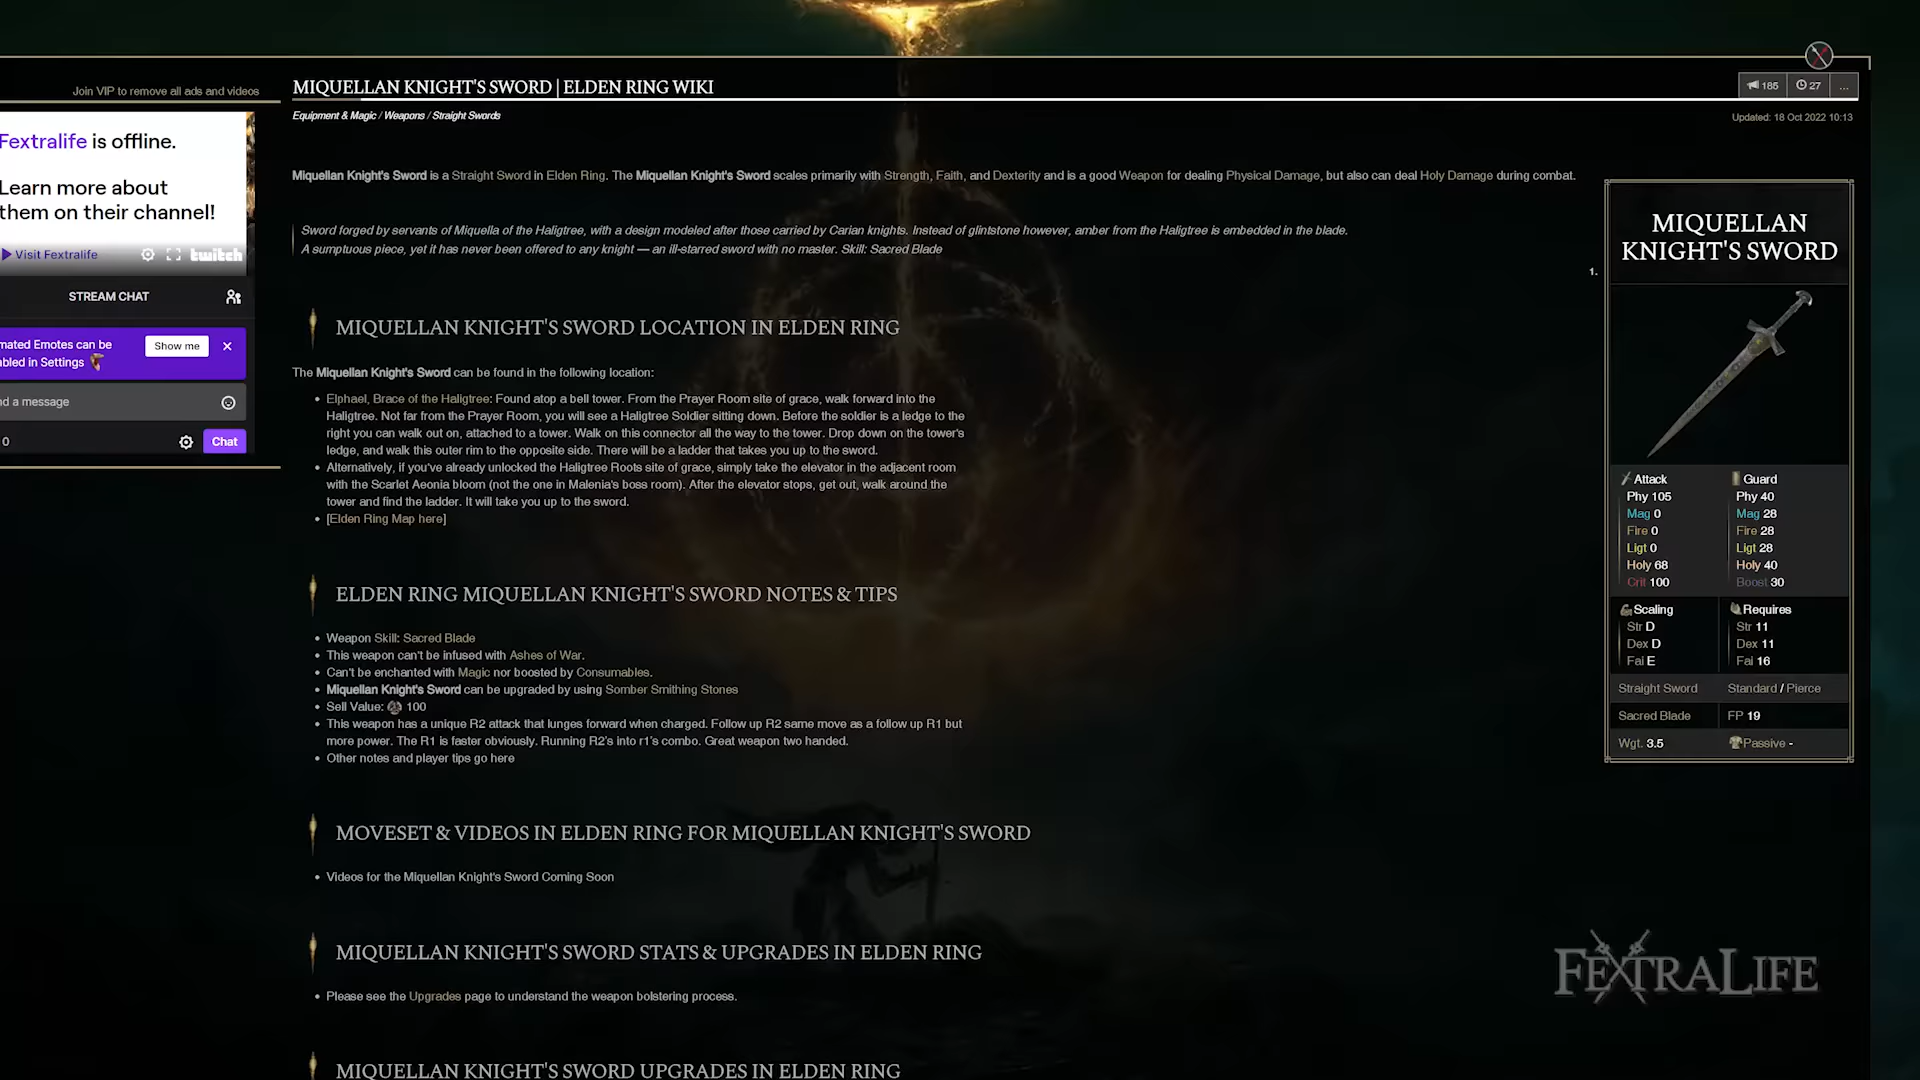 Join VIP to remove all ads and videos
Fextralife is offline.
Learn more about
them on their channel!
Visit Fextralife
twitch
STREAM CHAT
mated Emotes can be
abled in Settings
Show me
nd a message
0
Chat
MIQUELLAN KNIGHT'S SWORD | ELDEN RING WIKI
185
27
...
Equipment & Magic / Weapons / Straight Swords
Updated: 18 Oct 2022 10:13
Miquellan Knight's Sword is a Straight Sword in Elden Ring. The Miquellan Knight's Sword scales primarily with Strength, Faith, and Dexterity and is a good Weapon for dealing Physical Damage, but also can deal Holy Damage during combat.
Sword forged by servants of Miquella of the Haligtree, with a design modeled after those carried by Carian knights. Instead of glintstone however, amber from the Haligtree is embedded in the blade.
A sumptuous piece, yet it has never been offered to any knight — an ill-starred sword with no master. Skill: Sacred Blade
MIQUELLAN KNIGHT'S SWORD LOCATION IN ELDEN RING
The Miquellan Knight's Sword can be found in the following location:
• Elphael, Brace of the Haligtree: Found atop a bell tower. From the Prayer Room site of grace, walk forward into the
Haligtree. Not far from the Prayer Room, you will see a Haligtree Soldier sitting down. Before the soldier is a ledge to the
right you can walk out on, attached to a tower. Walk on this connector all the way to the tower. Drop down on the tower's
ledge, and walk this outer rim to the opposite side. There will be a ladder that takes you up to the sword.
• Alternatively, if you've already unlocked the Haligtree Roots site of grace, simply take the elevator in the adjacent room
with the Scarlet Aeonia bloom (not the one in Malenia's boss room). After the elevator stops, get out, walk around the
tower and find the ladder. It will take you up to the sword.
• [Elden Ring Map here]
ELDEN RING MIQUELLAN KNIGHT'S SWORD NOTES & TIPS
• Weapon Skill: Sacred Blade
• This weapon can't be infused with Ashes of War.
• Can't be enchanted with Magic nor boosted by Consumables.
• Miquellan Knight's Sword can be upgraded by using Somber Smithing Stones
• Sell Value: 100
• This weapon has a unique R2 attack that lunges forward when charged. Follow up R2 same move as a follow up R1 but
more power. The R1 is faster obviously. Running R2's into r1's combo. Great weapon two handed.
• Other notes and player tips go here
MOVESET & VIDEOS IN ELDEN RING FOR MIQUELLAN KNIGHT'S SWORD
• Videos for the Miquellan Knight's Sword Coming Soon
MIQUELLAN KNIGHT'S SWORD STATS & UPGRADES IN ELDEN RING
• Please see the Upgrades page to understand the weapon bolstering process.
MIQUELLAN KNIGHT'S SWORD UPGRADES IN ELDEN RING
1.
MIQUELLAN
KNIGHT'S SWORD
Attack
Phy 105
Mag 0
Fire 0
Ligt 0
Holy 68
Crit 100
Guard
Phy 40
Mag 28
Fire 28
Ligt 28
Holy 40
Boost 30
Scaling
Str D
Dex D
Fai E
Requires
Str 11
Dex 11
Fai 16
Straight Sword
Standard / Pierce
Sacred Blade
FP 19
Wgt. 3.5
Passive -
FEXTRALIFE